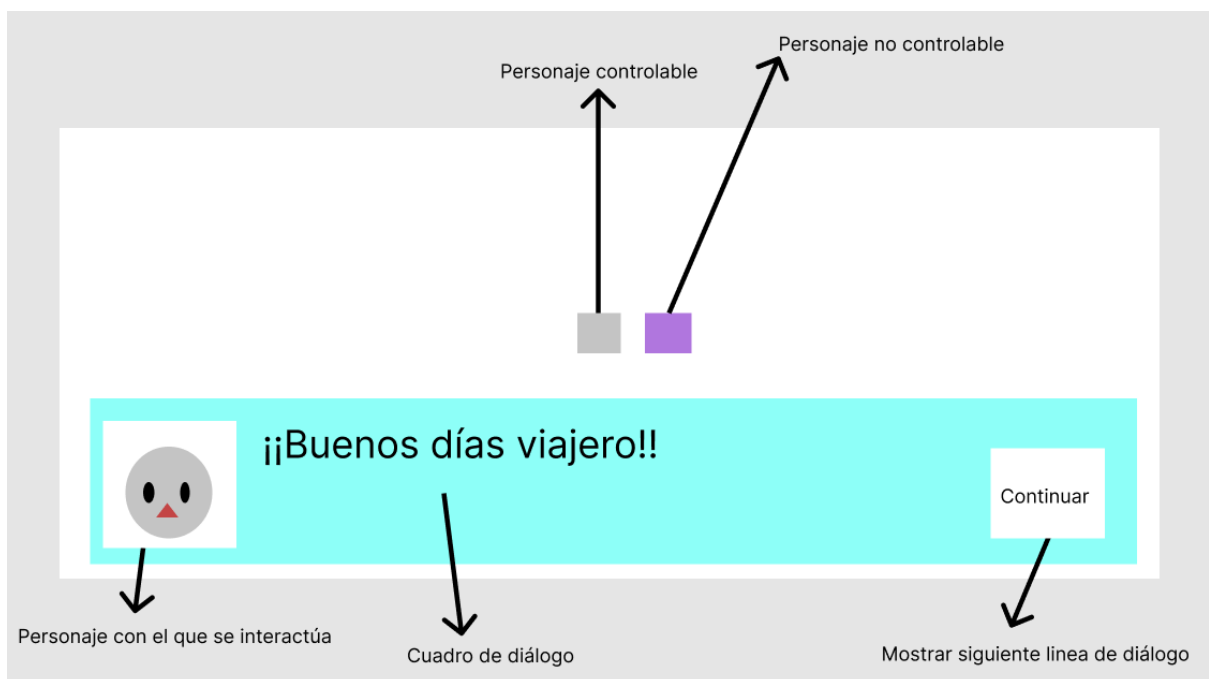 Personaje no controlable
Personaje controlable
¡¡Buenos días viajero!!
Continuar
Personaje con el que se interactúa
Cuadro de diálogo
Mostrar siguiente linea de diálogo